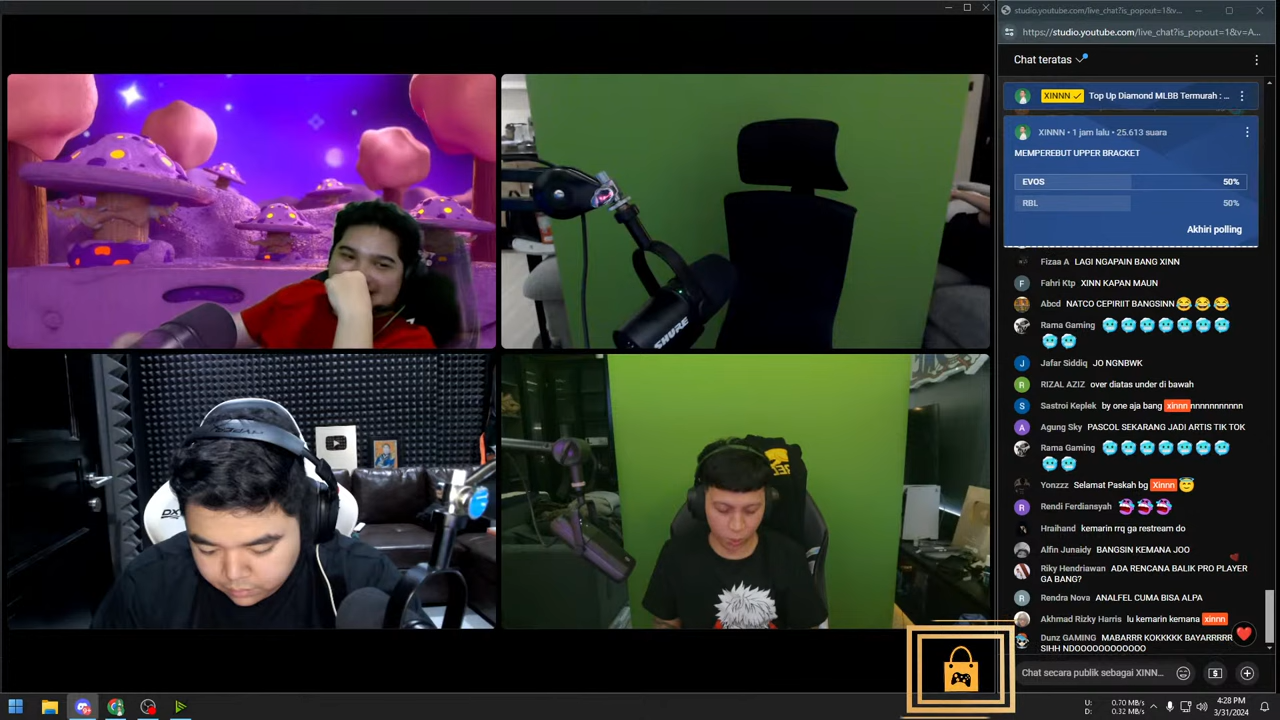 studio.youtube.com/live_chat?is_popout=1&v...
https://studio.youtube.com/live_chat?is_popout=1&v=A...
Chat teratas
XINNN Top Up Diamond MLBB Termurah : ...
XINNN • 1 jam lalu • 25.613 suara
MEMPEREBUT UPPER BRACKET
EVOS 50%
RBL 50%
Akhiri polling
Fizaa A LAGI NGAPAIN BANG XINN
Fahri Ktp XINN KAPAN MAUN
Abcd NATCO CEPIRIIT BANGSINN 😂😂😂
Rama Gaming 🥶🥶🥶🥶🥶🥶🥶
🥶🥶
Jafar Siddiq JO NGNBWK
RIZAL AZIZ over diatas under di bawah
Sastroi Keplek by one aja bang xinnnnnnnnnnnnnn
Agung Sky PASCOL SEKARANG JADI ARTIS TIK TOK
Rama Gaming 🥶🥶🥶🥶🥶🥶🥶
🥶🥶
Yonzzz Selamat Paskah bg Xinnn 😇
Rendi Ferdiansyah
Hraihand kemarin rrq ga restream do
Alfin Junaidy BANGSIN KEMANA JOO
Riky Hendriawan ADA RENCANA BALIK PRO PLAYER
GA BANG?
Rendra Nova ANALFEL CUMA BISA ALPA
Akhmad Rizky Harris lu kemarin kemana xinnn
Dunz GAMING MABARRR KOKKKKK BAYARRRRR
SIHH NDOOOOOOOOOOOO
Chat secara publik sebagai XINN...
SHURE
DX
U: 0.70 MB/s
D: 0.32 MB/s
4:28 PM
3/31/2024